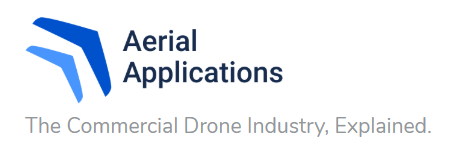 Aerial
Applications
The Commercial Drone Industry, Explained.